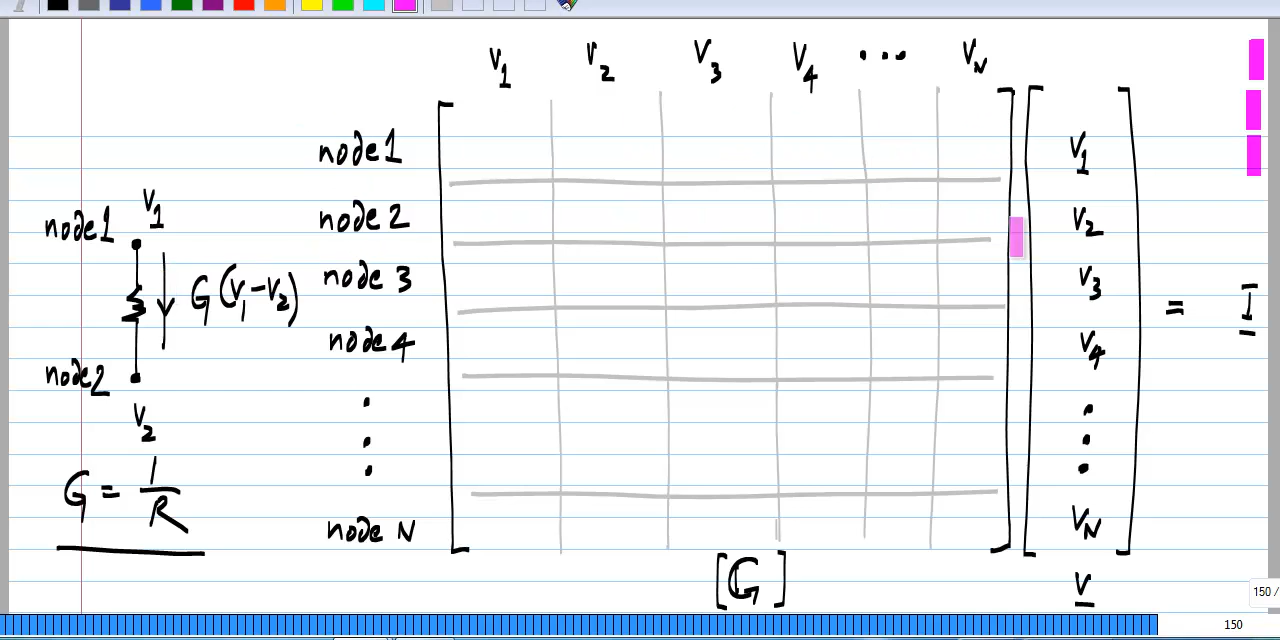 V1 V2 V3 V4 ... VN
node1
node 2
node 3
node 4
node N
V1
V2
V3
V4
VN
= I
[G]
V
V1
node1
G(V1-V2)
node2
V2
G = 1/R
150 /
150